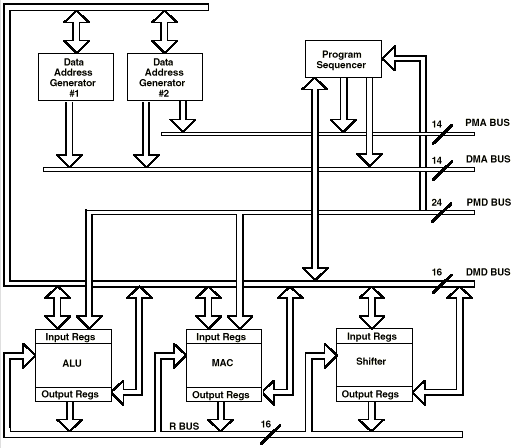 Data
Address
Generator
#1
Data
Address
Generator
#2
Program
Sequencer
14
PMA BUS
14
DMA BUS
24
PMD BUS
16
DMD BUS
Input Regs
ALU
Output Regs
Input Regs
MAC
Output Regs
Input Regs
Shifter
Output Regs
R BUS
16